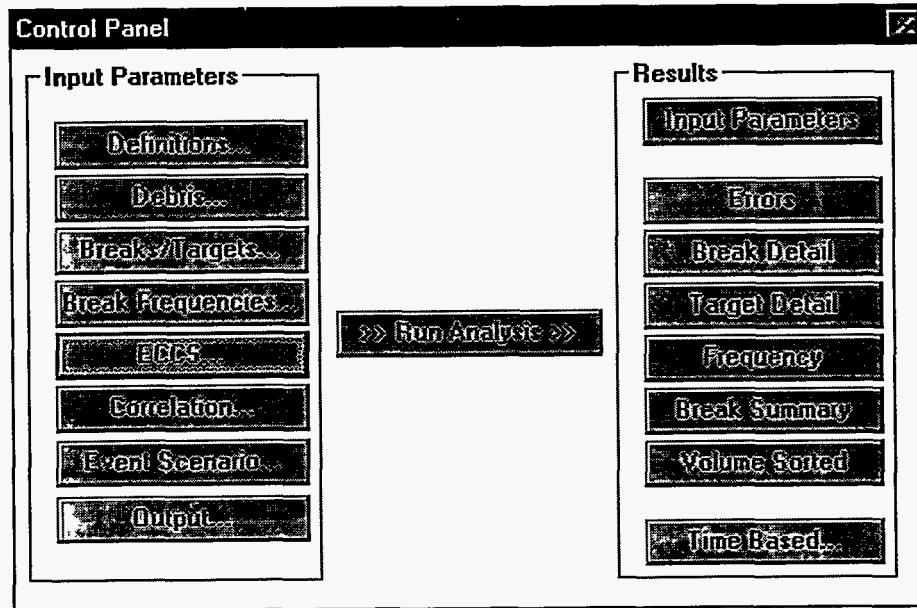 Control Panel
Input Parameters
Definitions...
Debris...
Breaks/Targets...
Break Frequencies...
ECCS...
Correlation...
Event Scenario...
Output...
>> Run Analysis >>
Results
Input Parameters
Errors
Break Detail
Target Detail
Frequency
Break Summary
Volume Sorted
Time Based...